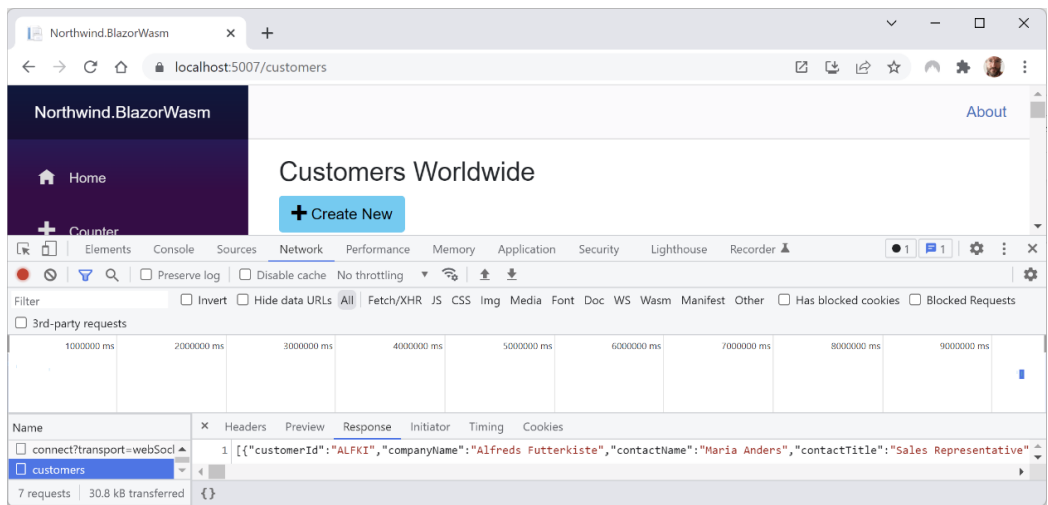 Northwind.BlazorWasm
localhost:5007/customers
Northwind.BlazorWasm
About
Home
Customers Worldwide
Create New
Counter
Elements Console Sources Network Performance Memory Application Security Lighthouse Recorder 1 1
Preserve log Disable cache No throttling
Filter Invert Hide data URLs All Fetch/XHR JS CSS Img Media Font Doc WS Wasm Manifest Other Has blocked cookies Blocked Requests
3rd-party requests
1000000 ms 2000000 ms 3000000 ms 4000000 ms 5000000 ms 6000000 ms 7000000 ms 8000000 ms 9000000 ms
Name Headers Preview Response Initiator Timing Cookies
connect?transport=webSocl
1 [{"customerId":"ALFKI","companyName":"Alfreds Futterkiste","contactName":"Maria Anders","contactTitle":"Sales Representative"
customers
7 requests 30.8 kB transferred {}